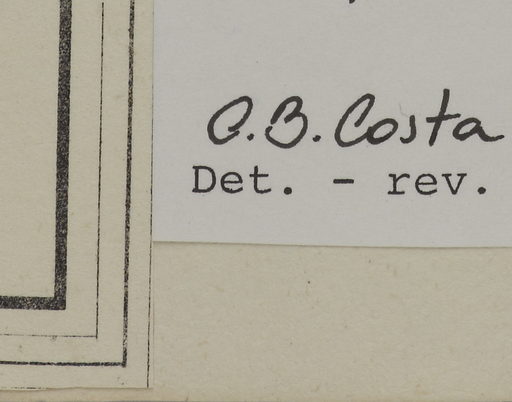 C.B. Costa
Det. - rev.